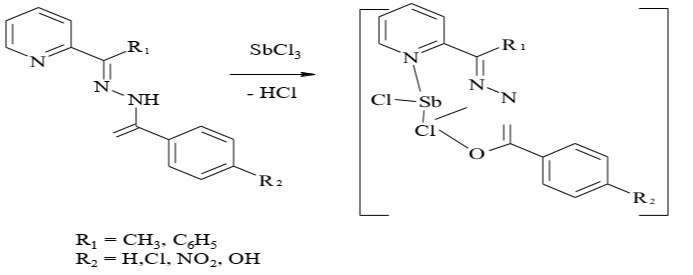 R₁
N
N
NH
R₂
SbCl₃
- HCl
R₁
N
N
N
Cl
Sb
Cl
O
R₂
R₁ = CH₃, C₆H₅
R₂ = H,Cl, NO₂, OH